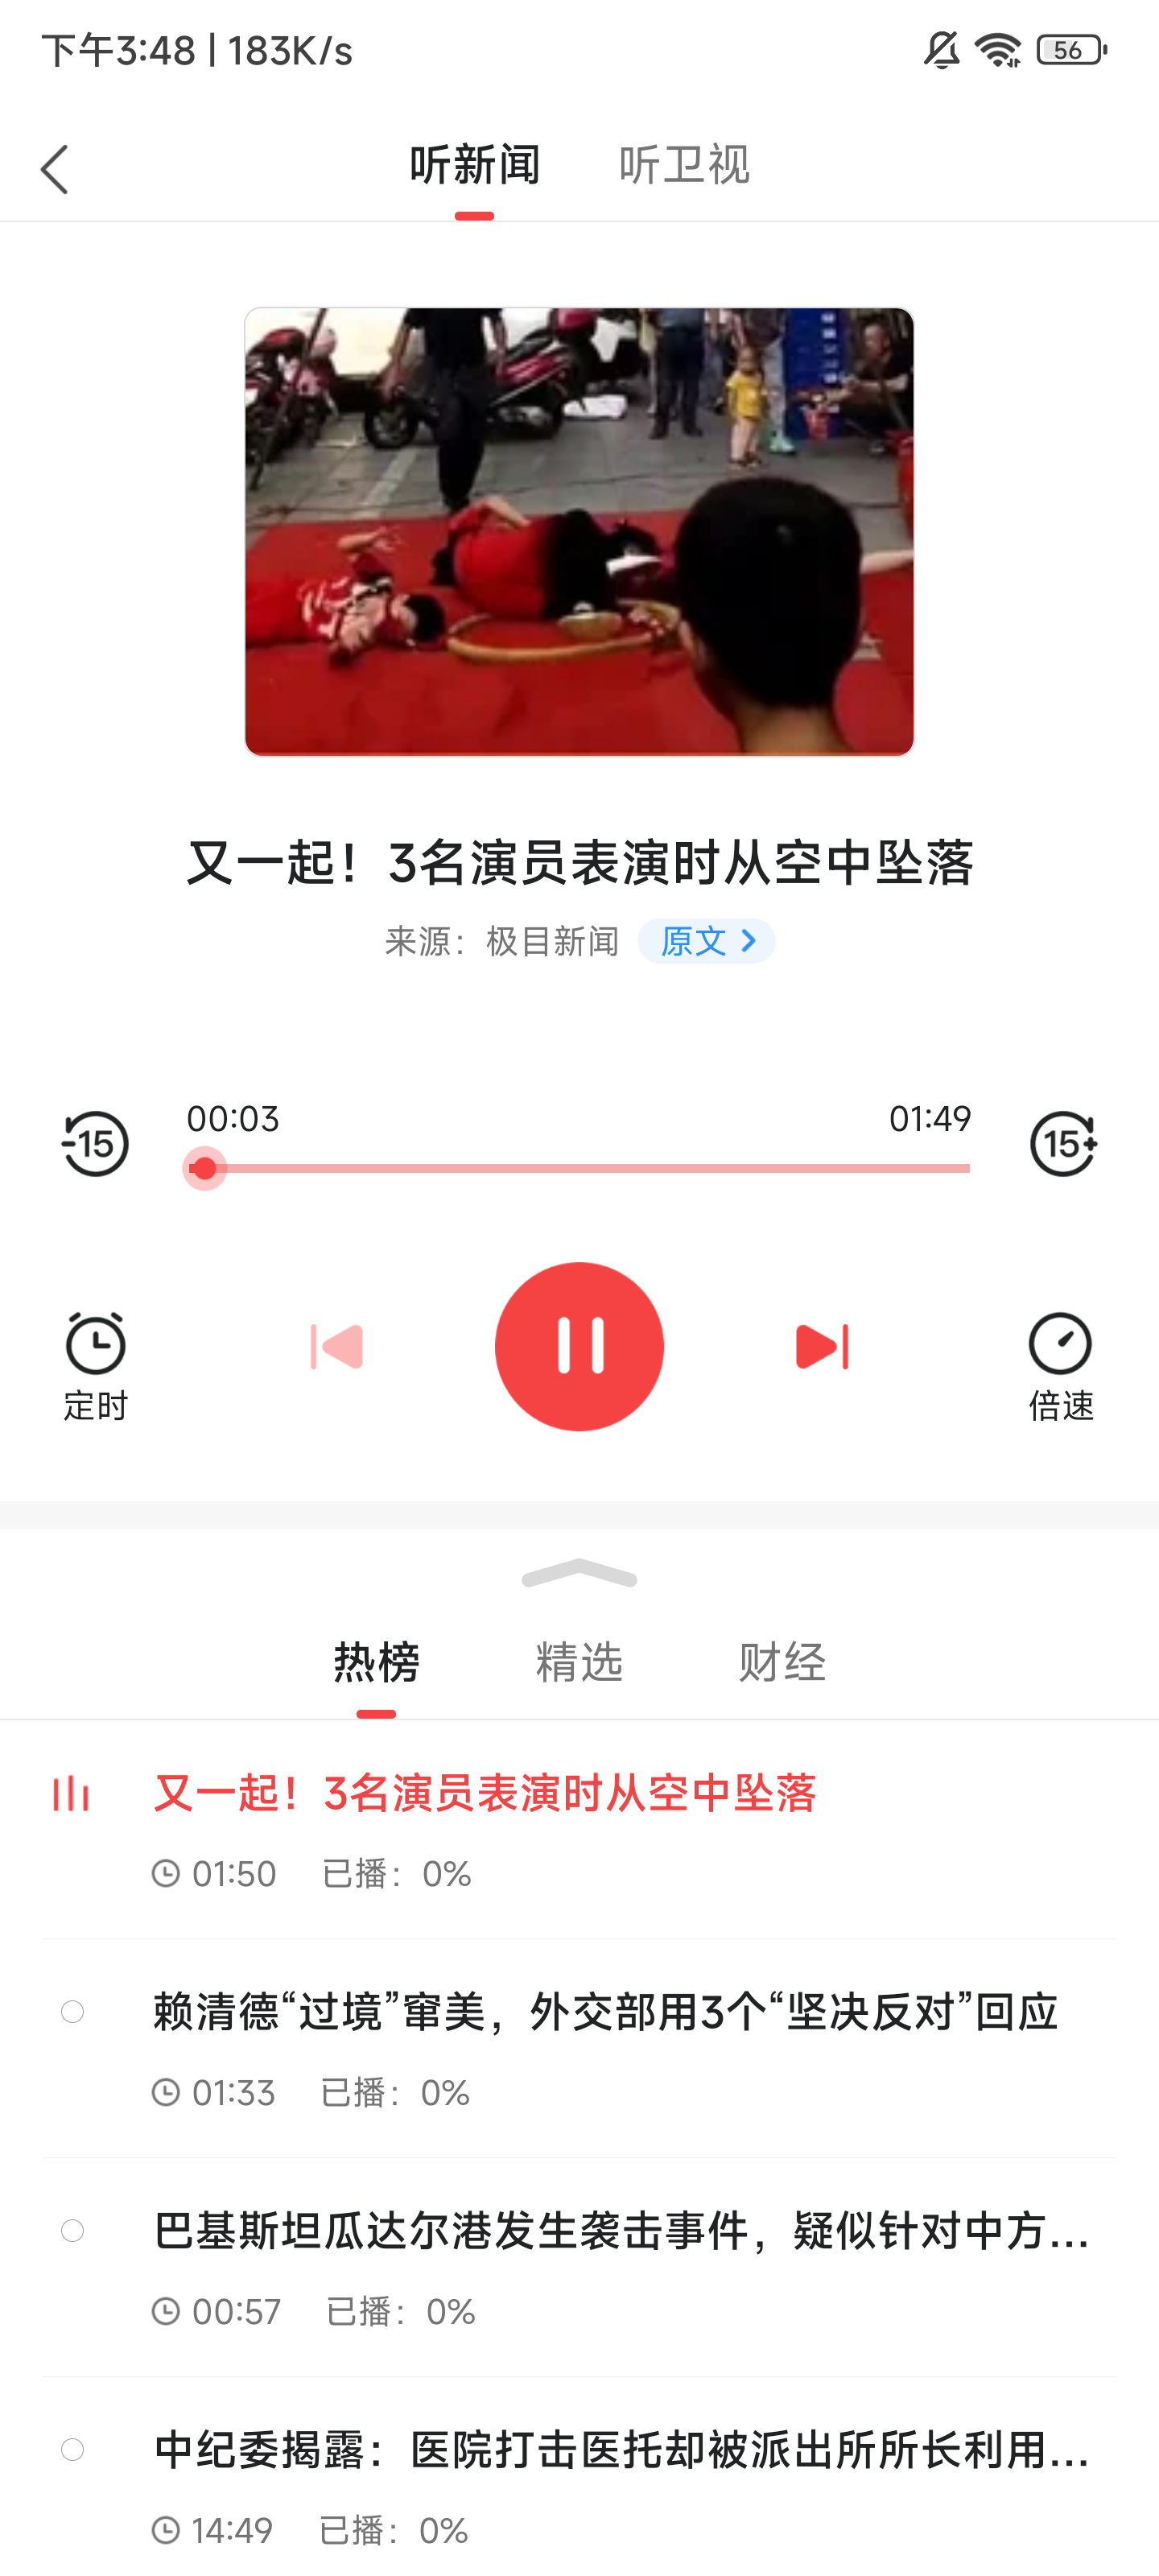 下午3:48 | 183K/s
56
听新闻 听卫视
又一起！3名演员表演时从空中坠落
来源：极目新闻 原文
00:03 01:49
-15 15+
定时 倍速
热榜 精选 财经
又一起！3名演员表演时从空中坠落
01:50 已播：0%
赖清德“过境”窜美，外交部用3个“坚决反对”回应
01:33 已播：0%
巴基斯坦瓜达尔港发生袭击事件，疑似针对中方...
00:57 已播：0%
中纪委揭露：医院打击医托却被派出所所长利用...
14:49 已播：0%